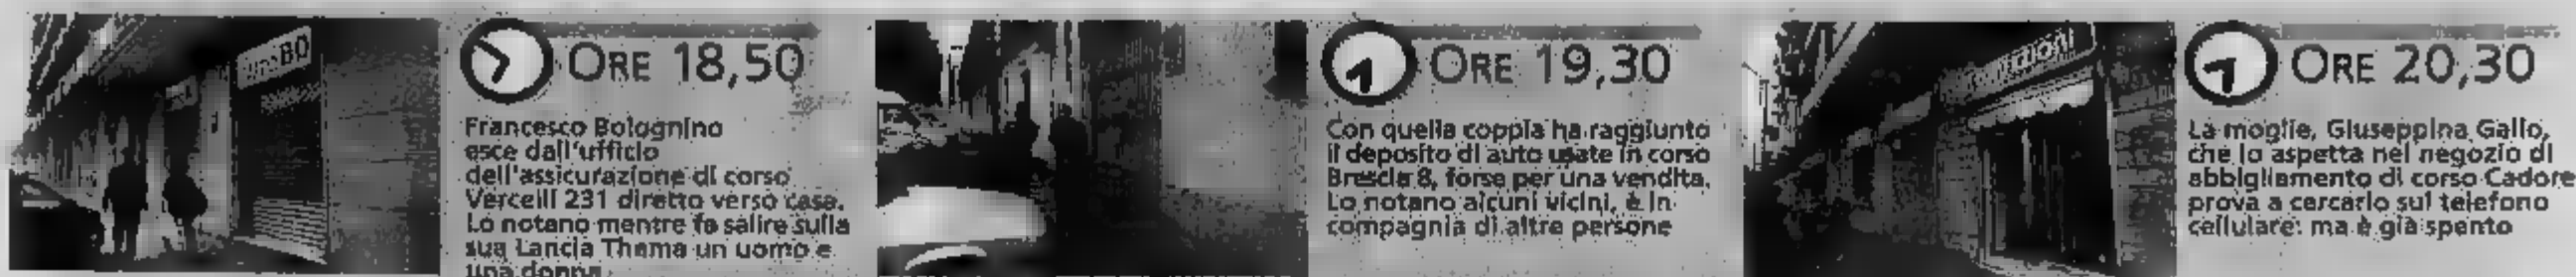 BO
ORE 18,50
Francesco Bolognino
esce dall'ufficio
dell'assicurazione di corso
Vercelli 231 diretto verso casa.
Lo notano mentre fa salire sulla
sua Lancia Thema un uomo e
una donna
ORE 19,30
Con quella coppia ha raggiunto
il deposito di auto usate in corso
Brescia 8, forse per una vendita.
Lo notano alcuni vicini, è in
compagnia di altre persone
ORE 20,30
La moglie, Giuseppina Gallo,
che lo aspetta nel negozio di
abbigliamento di corso Cadore
prova a cercarlo sul telefono
cellulare: ma è già spento